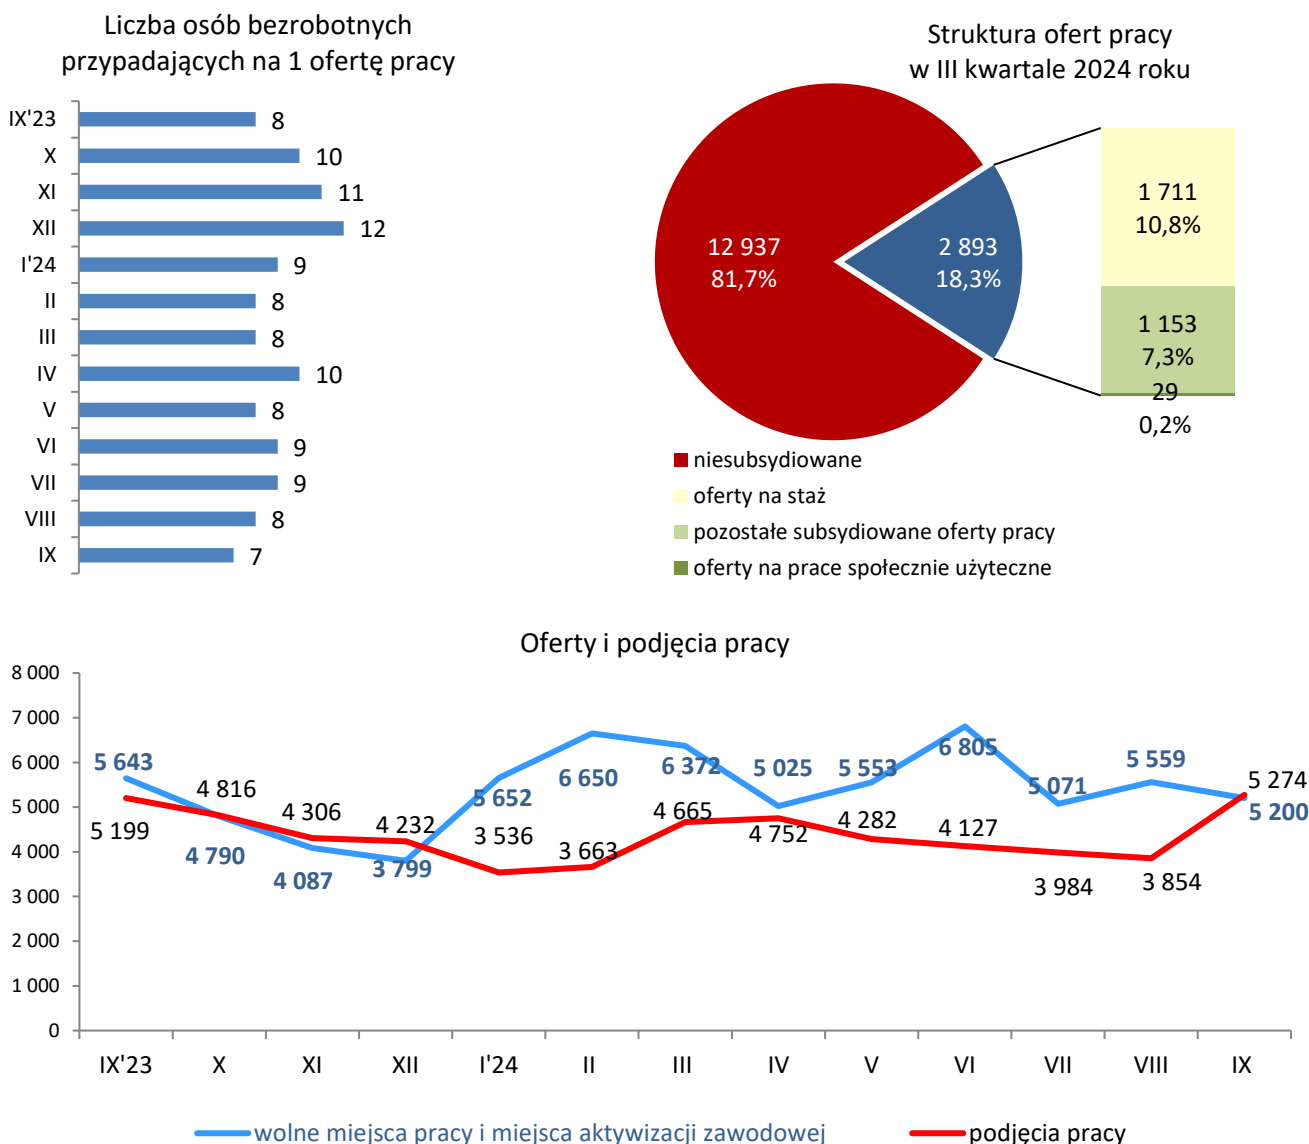 Liczba osób bezrobotnych
przypadających na 1 ofertę pracy
IX'23
8
X
10
XI
11
XII
12
I'24
9
II
8
III
8
IV
10
V
8
VI
9
VII
9
VIII
8
IX
7
Struktura ofert pracy
w III kwartale 2024 roku
12 937
81,7%
2 893
18,3%
1 711
10,8%
1 153
7,3%
29
0,2%
niesubsydiowane
oferty na staż
pozostałe subsydiowane oferty pracy
oferty na prace społecznie użyteczne
Oferty i podjęcia pracy
8 000
7 000
6 000
5 000
4 000
3 000
2 000
1 000
0
5 643
4 790
4 087
3 799
5 652
6 650
6 372
5 025
5 553
6 805
5 071
5 559
5 200
5 199
4 816
4 306
4 232
3 536
3 663
4 665
4 752
4 282
4 127
3 984
3 854
5 274
IX'23 X XI XII I'24 II III IV V VI VII VIII IX
wolne miejsca pracy i miejsca aktywizacji zawodowej
podjęcia pracy